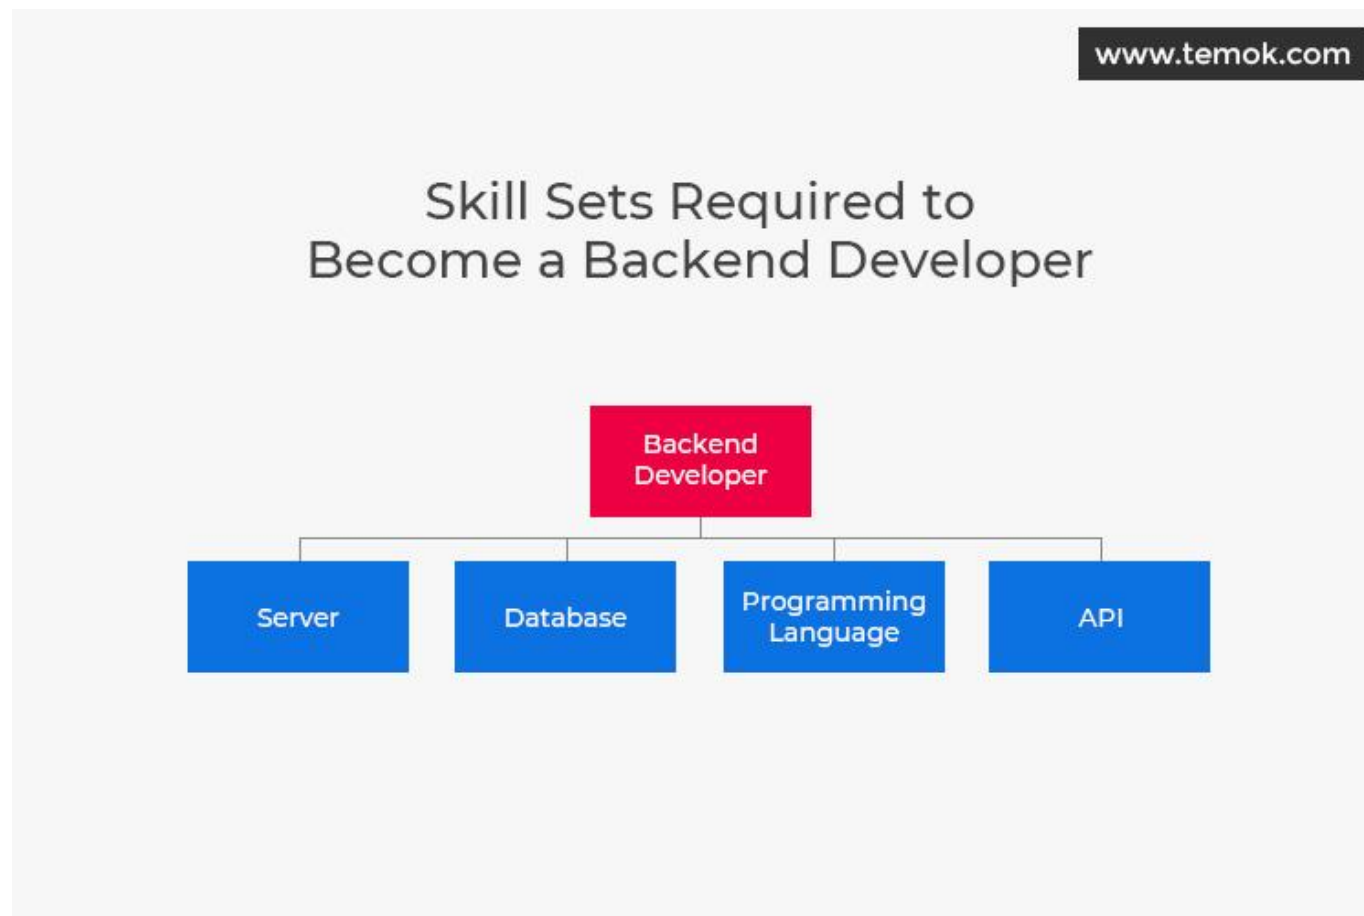 www.temok.com
Skill Sets Required to
Become a Backend Developer
Backend
Developer
Server
Database
Programming
Language
API